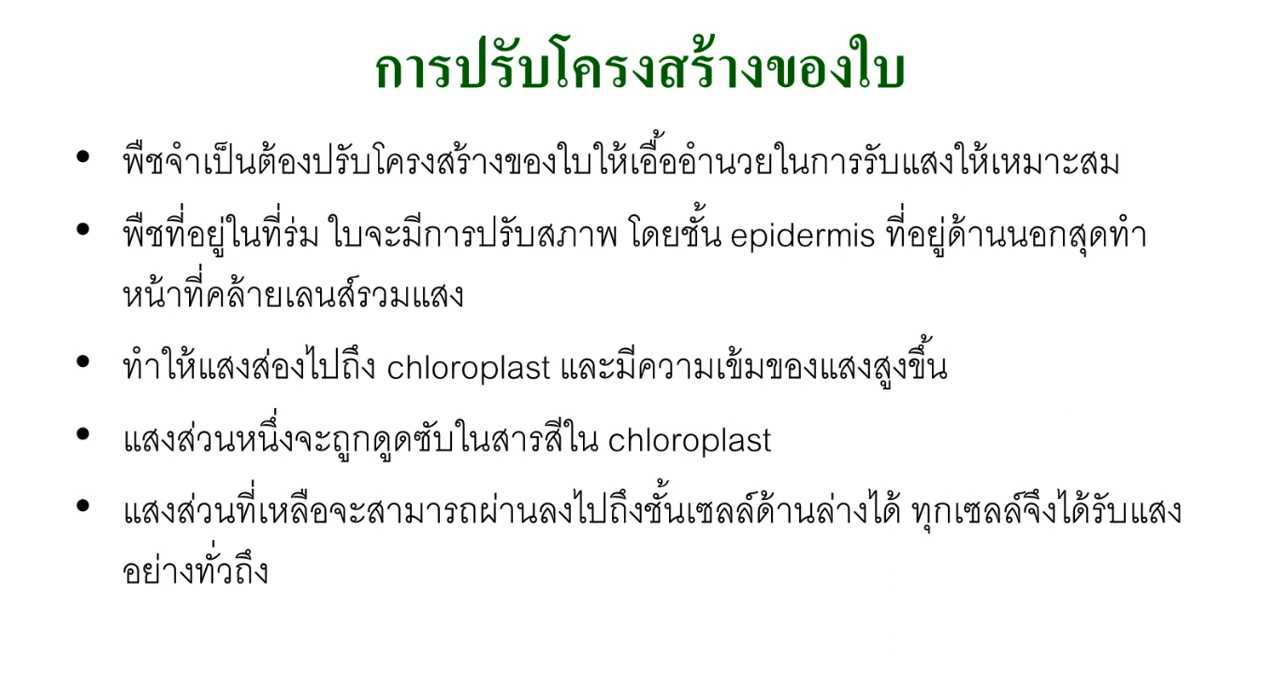 การปรับโครงสร้างของใบ
• พืชจำเป็นต้องปรับโครงสร้างของใบให้เอื้ออำนวยในการรับแสงให้เหมาะสม
• พืชที่อยู่ในที่ร่ม ใบจะมีการปรับสภาพ โดยชั้น epidermis ที่อยู่ด้านนอกสุดทำ
หน้าที่คล้ายเลนส์รวมแสง
• ทำให้แสงส่องไปถึง chloroplast และมีความเข้มของแสงสูงขึ้น
• แสงส่วนหนึ่งจะถูกดูดซับในสารสีใน chloroplast
• แสงส่วนที่เหลือจะสามารถผ่านลงไปถึงชั้นเซลล์ด้านล่างได้ ทุกเซลล์จึงได้รับแสง
อย่างทั่วถึง